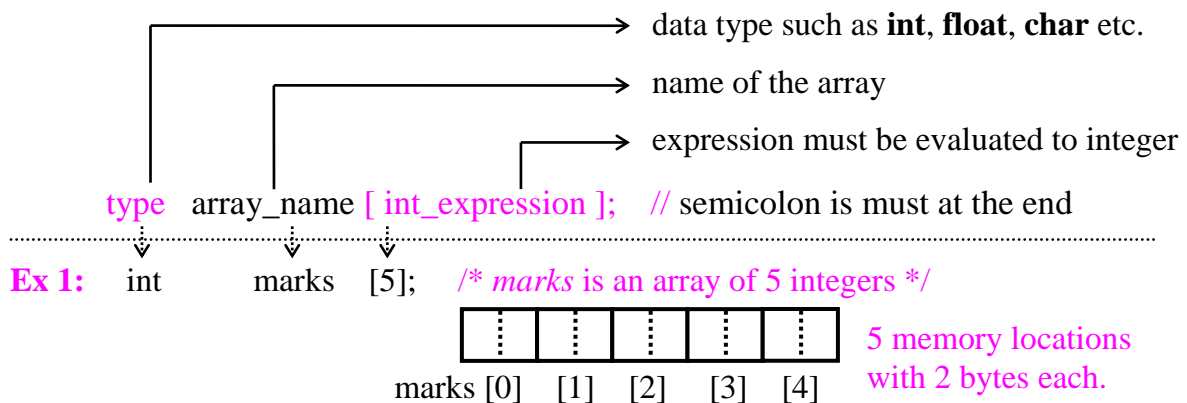 data type such as int, float, char etc.
name of the array
expression must be evaluated to integer
type array_name [ int_expression ]; // semicolon is must at the end
Ex 1: int marks [5]; /* marks is an array of 5 integers */
5 memory locations
with 2 bytes each.
marks [0] [1] [2] [3] [4]